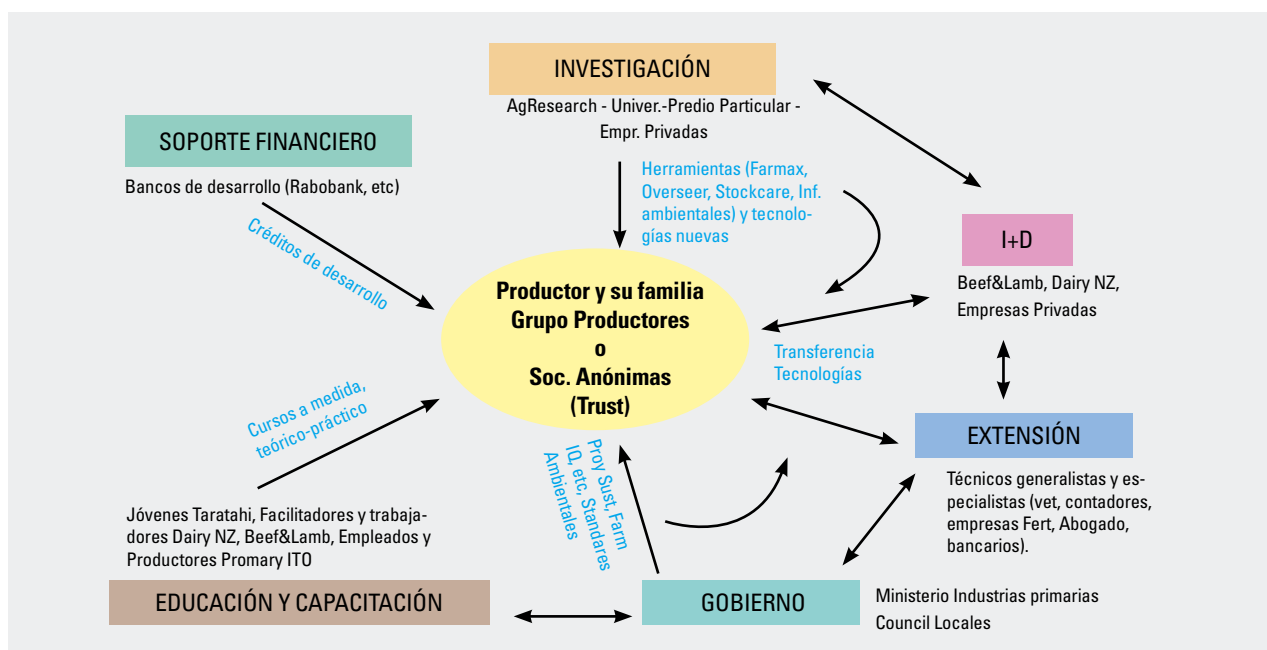 INVESTIGACIÓN
AgResearch - Univer.-Predio Particular -
Empr. Privadas
SOPORTE FINANCIERO
Bancos de desarrollo (Rabobank, etc)
Créditos de desarrollo
Herramientas (Farmax,
Overseer, Stockcare, Inf.
ambientales) y tecnolo-
gías nuevas
I+D
Beef&Lamb, Dairy NZ,
Empresas Privadas
Productor y su familia
Grupo Productores
o
Soc. Anónimas
(Trust)
Transferencia
Tecnologías
Cursos a medida,
teórico-práctico
EXTENSIÓN
Técnicos generalistas y es-
pecialistas (vet, contadores,
empresas Fert, Abogado,
bancarios).
Proy Sust, Farm
IQ, etc, Standares
Ambientales
Jóvenes Taratahi, Facilitadores y trabaja-
dores Dairy NZ, Beef&Lamb, Empleados y
Productores Promary ITO
EDUCACIÓN Y CAPACITACIÓN
GOBIERNO
Ministerio Industrias primarias
Council Locales